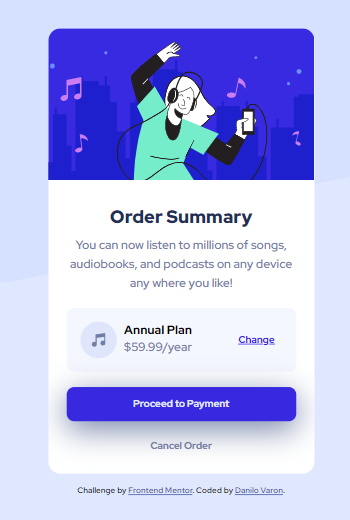 Order Summary
You can now listen to millions of songs,
audiobooks, and podcasts on any device
any where you like!
Annual Plan
$59.99/year
Change
Proceed to Payment
Cancel Order
Challenge by Frontend Mentor. Coded by Danilo Varon.